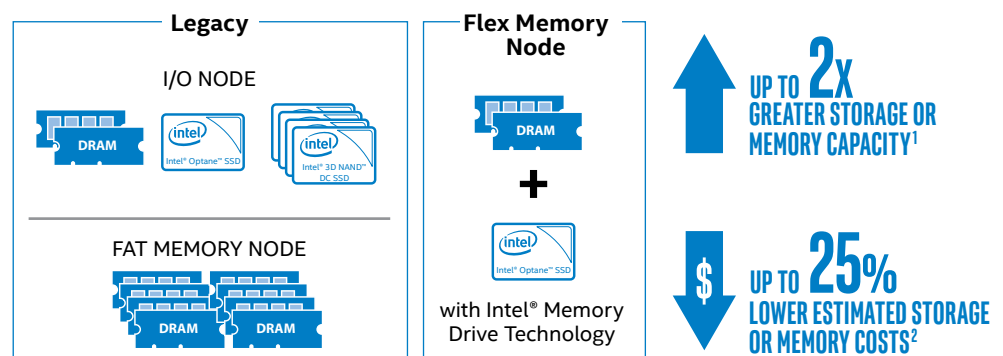 Legacy
I/O NODE
DRAM
intel
Intel® Optane™ SSD
intel
Intel® 3D NAND™
DC SSD
FAT MEMORY NODE
DRAM
DRAM
Flex Memory
Node
DRAM
+
intel
Intel® Optane™ SSD
with Intel® Memory
Drive Technology
UP TO 2X
GREATER STORAGE OR
MEMORY CAPACITY¹
$
UP TO 25%
LOWER ESTIMATED STORAGE
OR MEMORY COSTS²